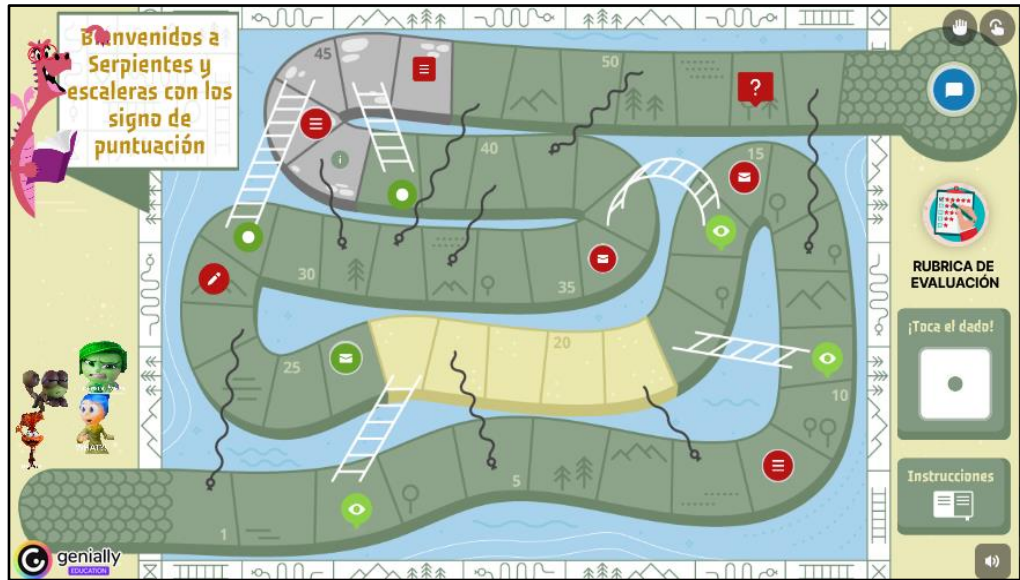 Bienvenidos a
Serpientes y
escaleras con los
signo de
puntuación
45
50
?
40
15
30
35
RUBRICA DE
EVALUACIÓN
¡Toca el dado!
20
25
10
WHAT?
5
Instrucciones
1
genially
EDUCATION